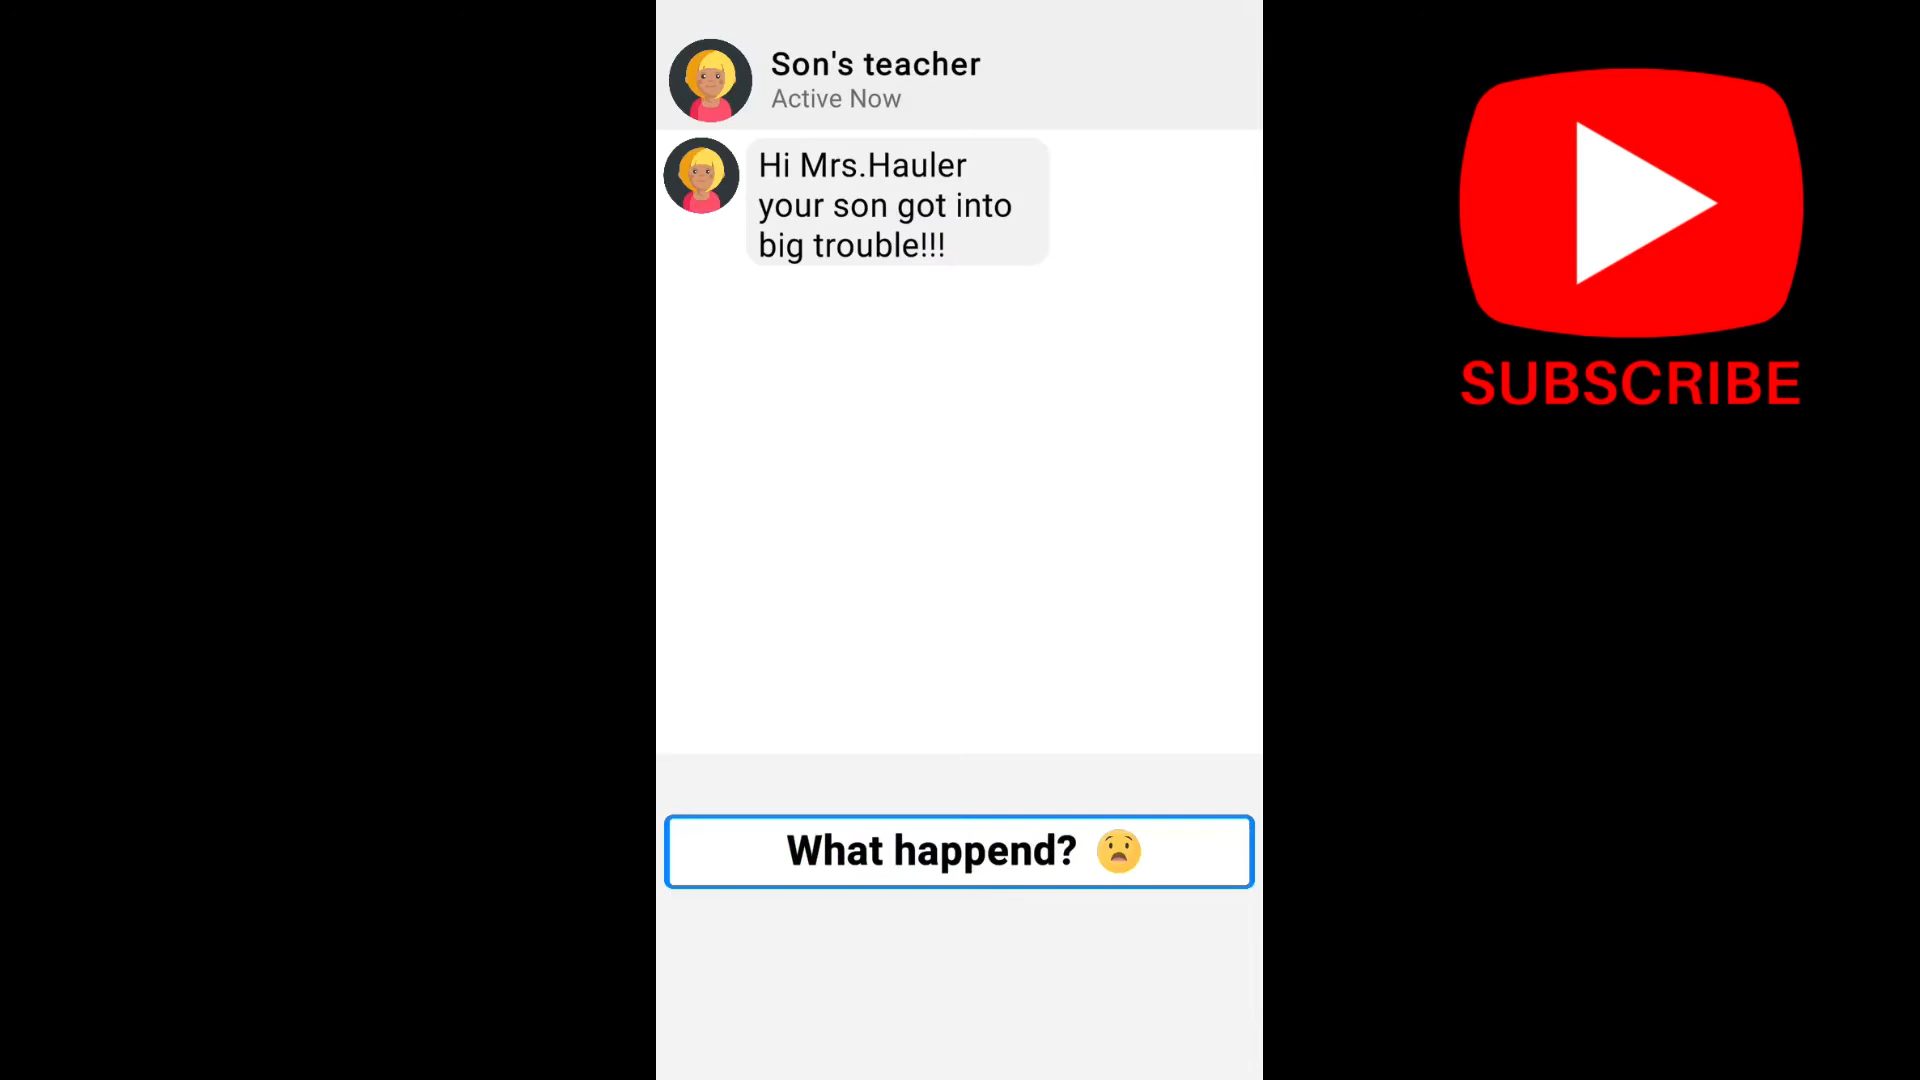 Son's teacher
Active Now
Hi Mrs.Hauler
your son got into
big trouble!!!
What happend? 😧
SUBSCRIBE